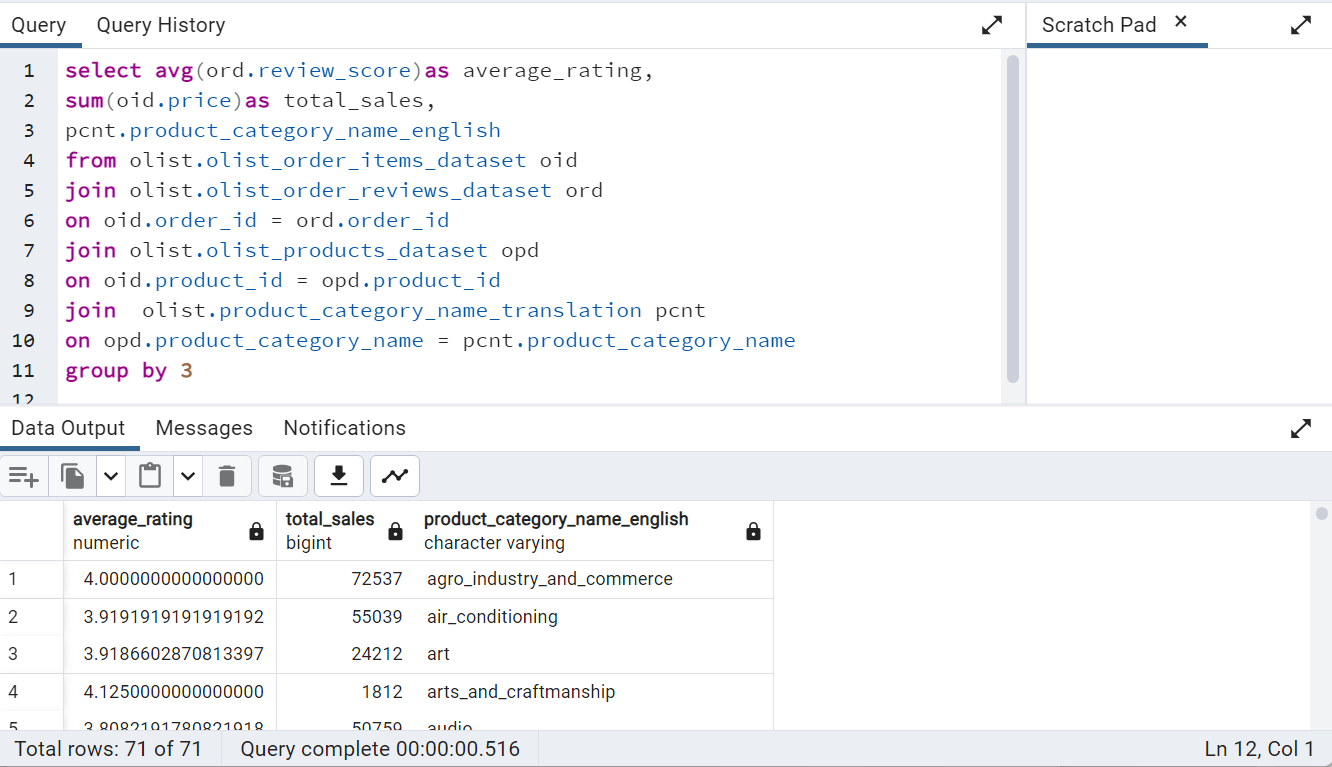 Query Query History Scratch Pad ×
1 select avg(ord.review_score)as average_rating,
2 sum(oid.price)as total_sales,
3 pcnt.product_category_name_english
4 from olist.olist_order_items_dataset oid
5 join olist.olist_order_reviews_dataset ord
6 on oid.order_id = ord.order_id
7 join olist.olist_products_dataset opd
8 on oid.product_id = opd.product_id
9 join  olist.product_category_name_translation pcnt
10 on opd.product_category_name = pcnt.product_category_name
11 group by 3
12
Data Output Messages Notifications
average_rating total_sales product_category_name_english
numeric bigint character varying
1 4.0000000000000000 72537 agro_industry_and_commerce
2 3.9191919191919192 55039 air_conditioning
3 3.9186602870813397 24212 art
4 4.1250000000000000 1812 arts_and_craftmanship
5 3.8082191780821918 50759 audio
Total rows: 71 of 71 Query complete 00:00:00.516 Ln 12, Col 1